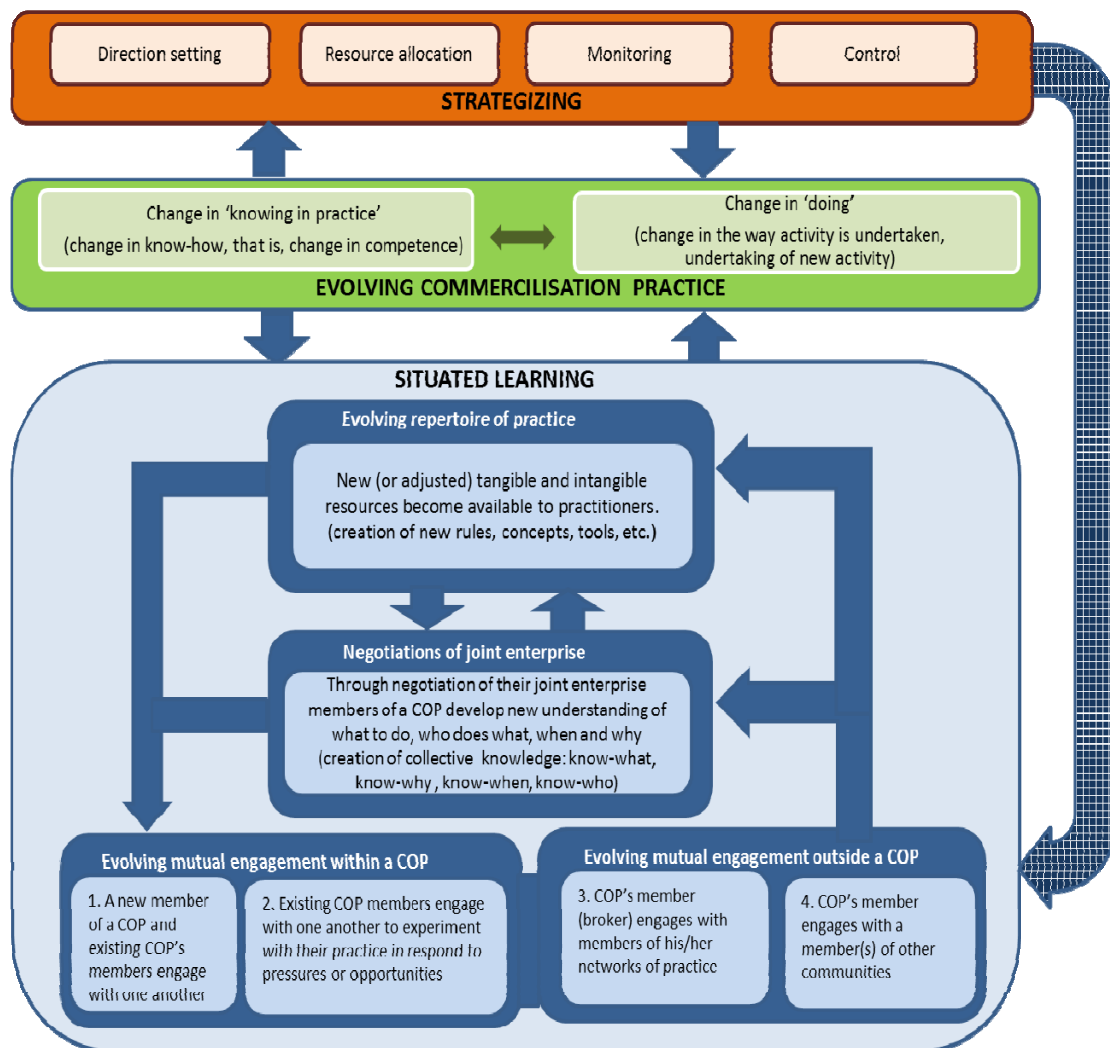 Direction setting
Resource allocation
Monitoring
Control
STRATEGIZING
Change in ‘knowing in practice’
(change in know-how, that is, change in competence)
Change in ‘doing’
(change in the way activity is undertaken,
undertaking of new activity)
EVOLVING COMMERCILISATION PRACTICE
SITUATED LEARNING
Evolving repertoire of practice
New (or adjusted) tangible and intangible
resources become available to practitioners.
(creation of new rules, concepts, tools, etc.)
Negotiations of joint enterprise
Through negotiation of their joint enterprise
members of a COP develop new understanding of
what to do, who does what, when and why
(creation of collective knowledge: know-what,
know-why , know-when, know-who)
Evolving mutual engagement within a COP
1. A new member
of a COP and
existing COP’s
members engage
with one another
2. Existing COP members engage
with one another to experiment
with their practice in respond to
pressures or opportunities
Evolving mutual engagement outside a COP
3. COP’s member
(broker) engages with
members of his/her
networks of practice
4. COP’s member
engages with a
member(s) of other
communities